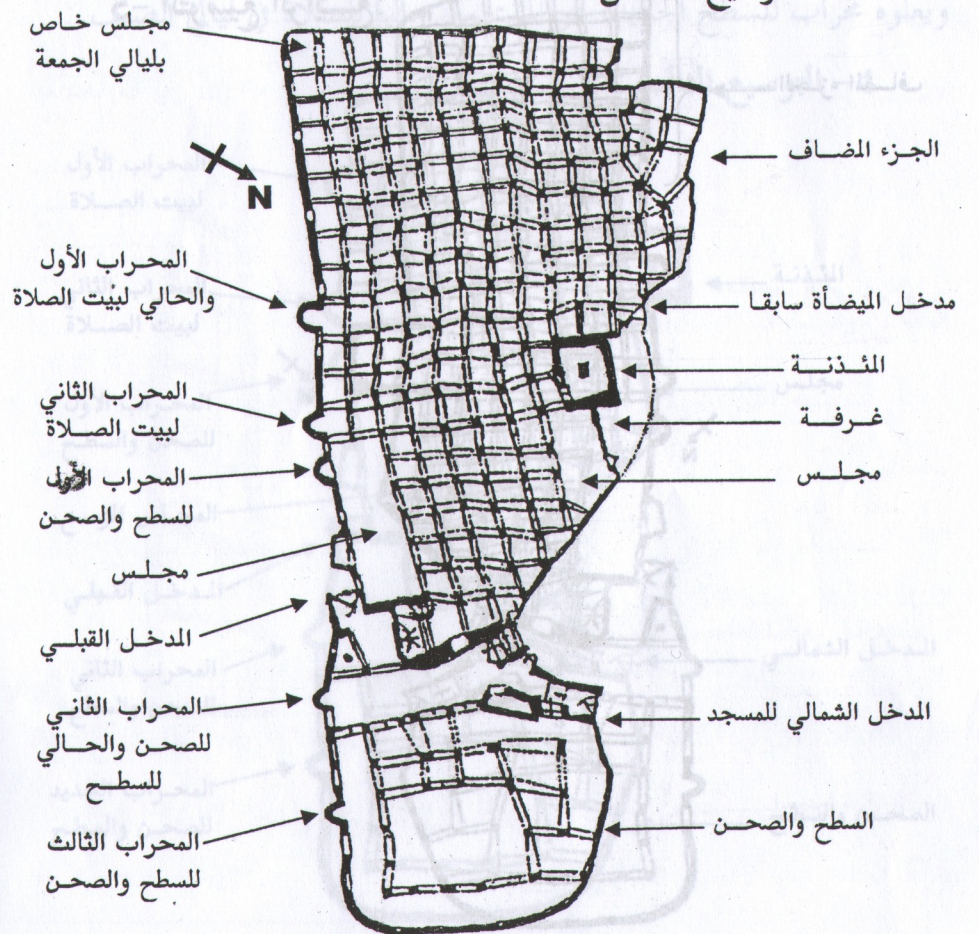 مجلس خاص
بليالي الجمعة
الجزء المضاف
N
المحراب الأول
والحالي لبيت الصلاة
مدخل الميضأة سابقا
المئذنة
المحراب الثاني
لبيت الصلاة
غرفة
المحراب
للسطح والصحن
مجلس
مجلس
المدخل القبلي
المحراب الثاني
للصحن والحالي
للسطح
المدخل الشمالي للمسجد
السطح والصحن
المحراب الثالث
للسطح والصحن